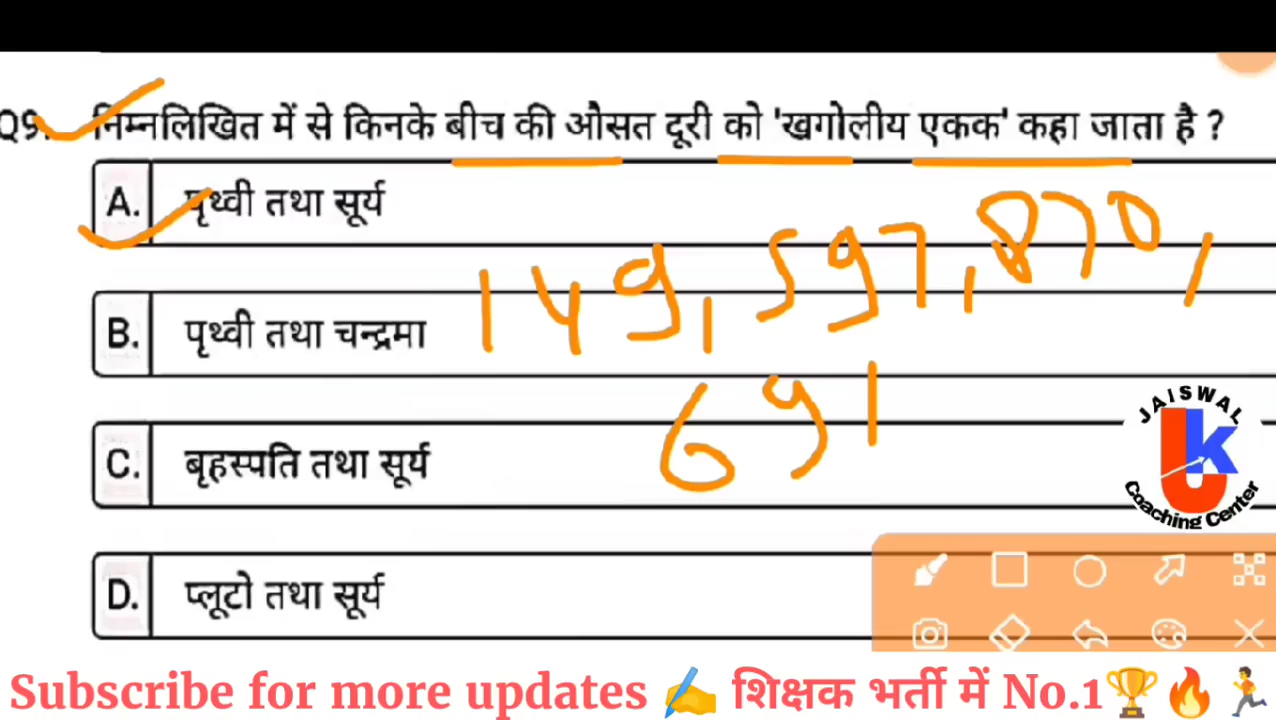 Q9. निम्नलिखित में से किनके बीच की औसत दूरी को 'खगोलीय एकक' कहा जाता है ?
A. पृथ्वी तथा सूर्य
149,597,870,
B. पृथ्वी तथा चन्द्रमा
691
C. बृहस्पति तथा सूर्य
D. प्लूटो तथा सूर्य
JAISWAL
UK
Coaching Center
Subscribe for more updates ✍️ शिक्षक भर्ती में No.1🏆🔥🏃